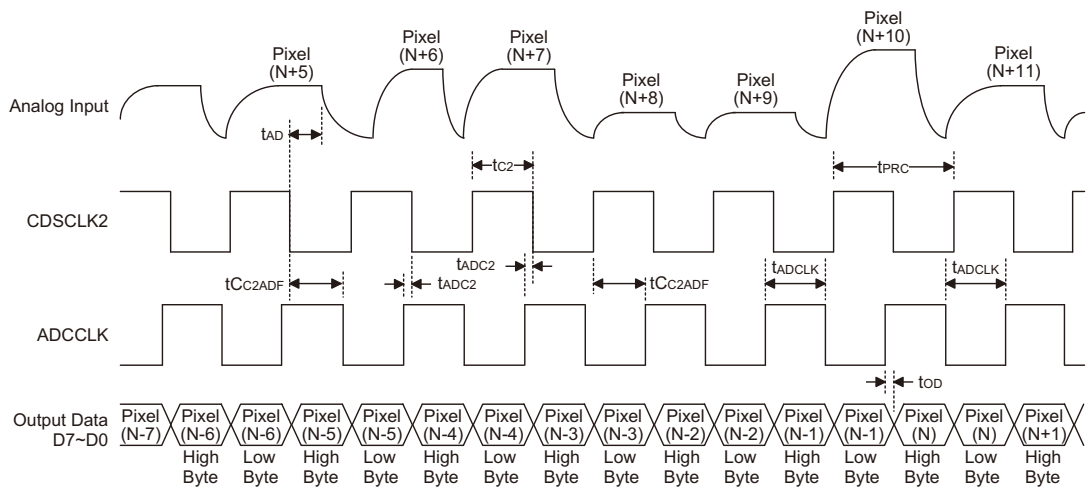 Pixel
(N+5)
Pixel
(N+6)
Pixel
(N+7)
Pixel
(N+8)
Pixel
(N+9)
Pixel
(N+10)
Pixel
(N+11)
Analog Input
tAD
tC2
tPRC
CDSCLK2
tCC2ADF
tADC2
tADC2
tCC2ADF
tADCLK
tADCLK
ADCCLK
tOD
Output Data
D7~D0
Pixel
(N-7)
Pixel
(N-6)
High
Byte
Pixel
(N-6)
Low
Byte
Pixel
(N-5)
High
Byte
Pixel
(N-5)
Low
Byte
Pixel
(N-4)
High
Byte
Pixel
(N-4)
Low
Byte
Pixel
(N-3)
High
Byte
Pixel
(N-3)
Low
Byte
Pixel
(N-2)
High
Byte
Pixel
(N-2)
Low
Byte
Pixel
(N-1)
High
Byte
Pixel
(N-1)
Low
Byte
Pixel
(N)
High
Byte
Pixel
(N)
Low
Byte
Pixel
(N+1)
High
Byte